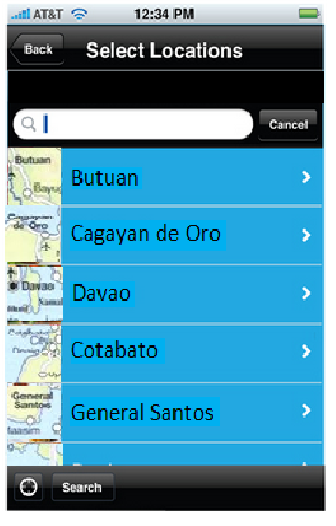 AT&T 12:34 PM
Back Select Locations
Cancel
Butuan
Butuan
Cagayan de Oro
Cagayan de Oro
Davao
Davao
Cotabato
General Santos
General Santos
Search